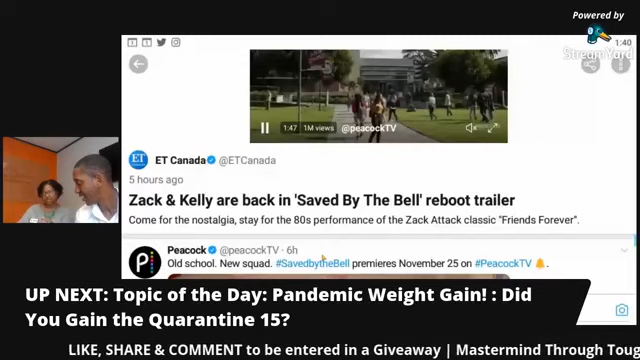 Powered by
StreamYard
1:40
1:47 1M views @peacockTV
ET
ET Canada @ETCanada
5 hours ago
Zack & Kelly are back in 'Saved By The Bell' reboot trailer
Come for the nostalgia, stay for the 80s performance of the Zack Attack classic "Friends Forever".
Peacock @peacockTV · 6h
Old school. New squad. #SavedbytheBell premieres November 25 on #PeacockTV 🔔.
UP NEXT: Topic of the Day: Pandemic Weight Gain! : Did
You Gain the Quarantine 15?
LIKE, SHARE & COMMENT to be entered in a Giveaway | Mastermind Through Toug